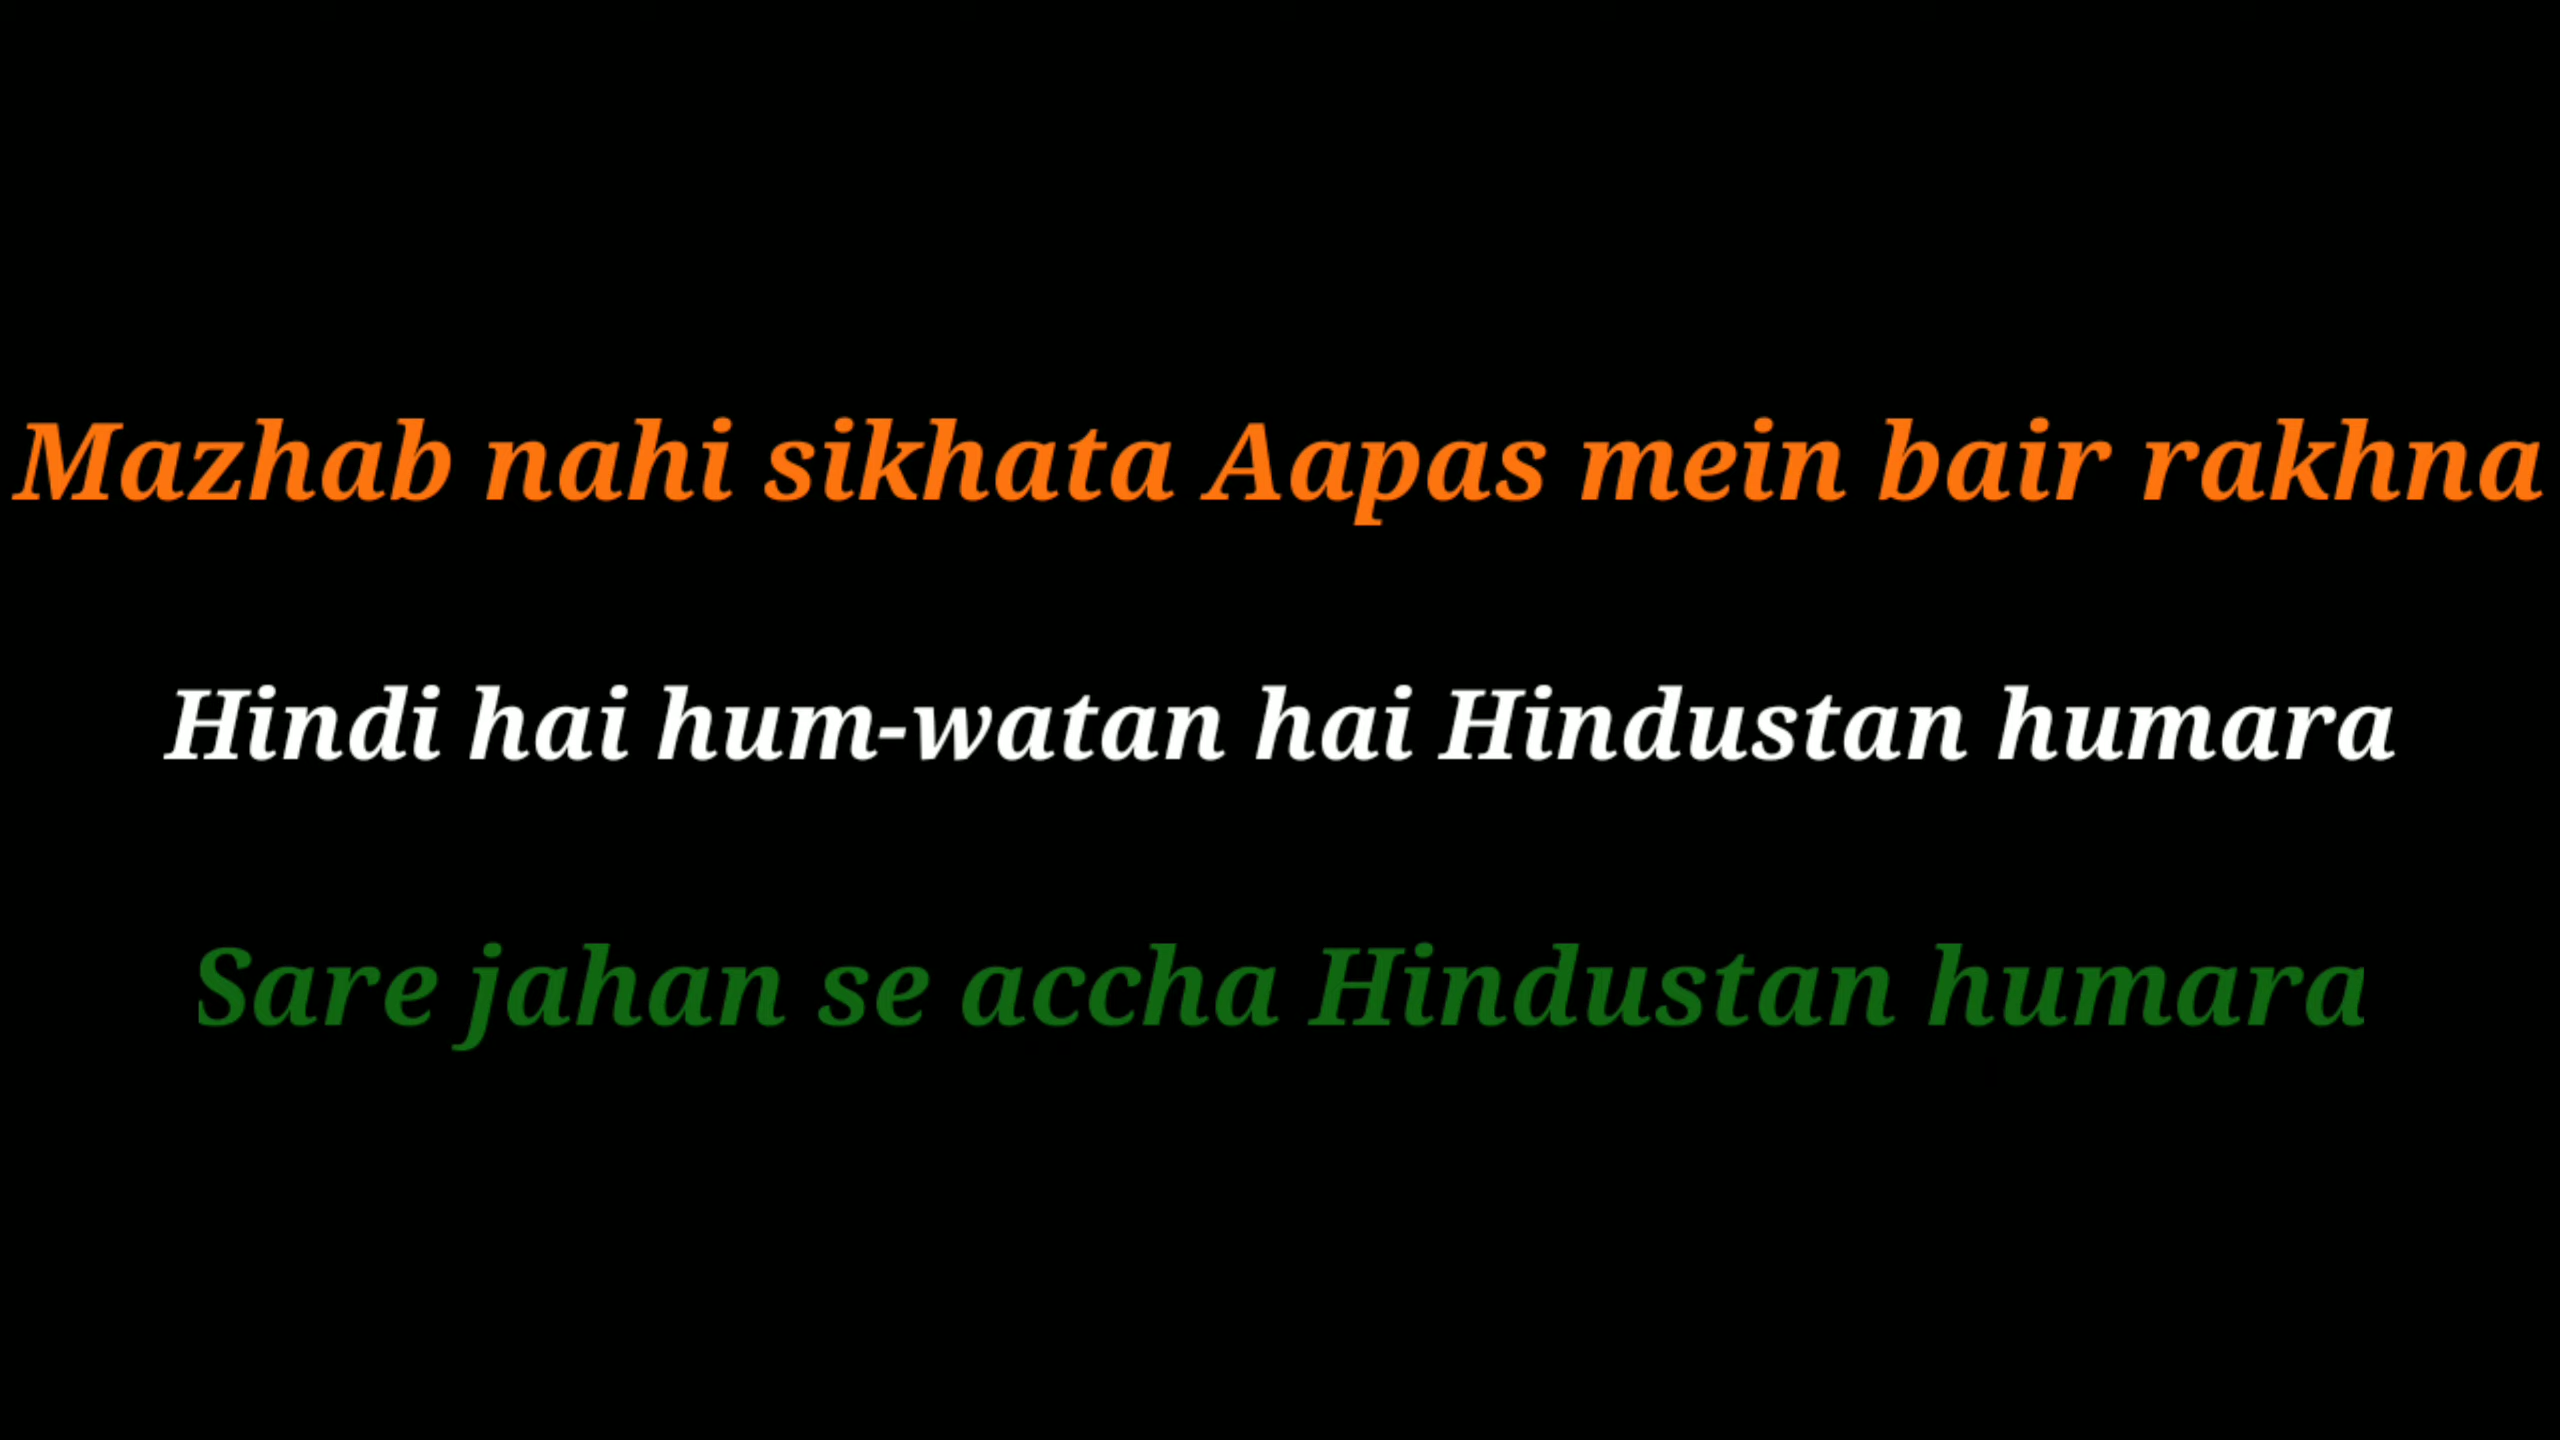 Mazhab nahi sikhata Aapas mein bair rakhna
Hindi hai hum-watan hai Hindustan humara
Sare jahan se accha Hindustan humara